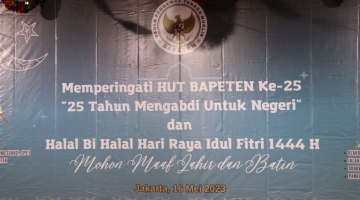 Memperingati HUT BAPETEN Ke-25
"25 Tahun Mengabdi Untuk Negeri"
dan
Halal Bi Halal Hari Raya Idul Fitri 1444 H
Mohon Maaf Lahir dan Batin
Jakarta, 16 Mei 2023